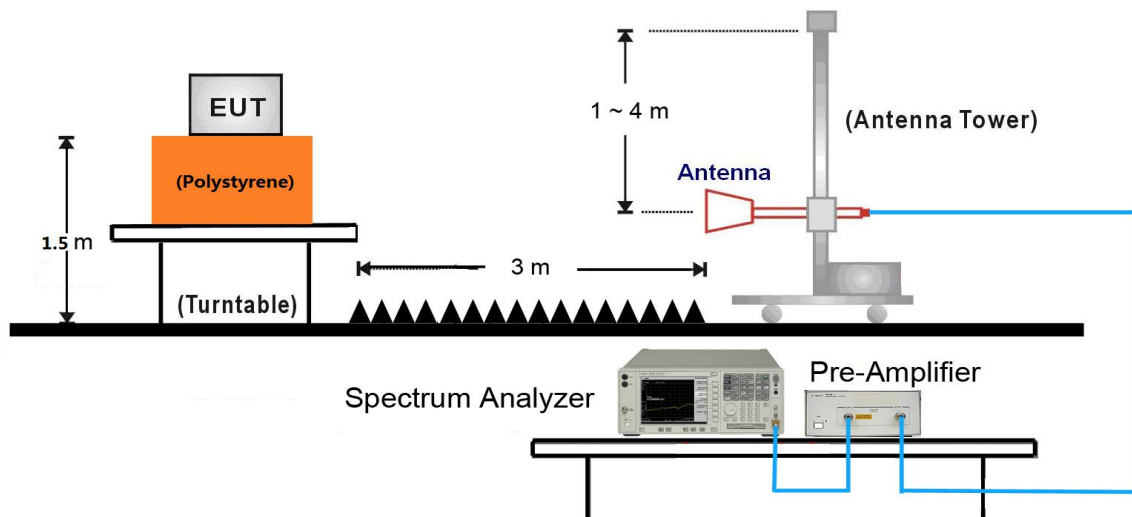 EUT
(Polystyrene)
1.5 m
(Turntable)
3 m
1 ~ 4 m
Antenna
(Antenna Tower)
Spectrum Analyzer
Pre-Amplifier